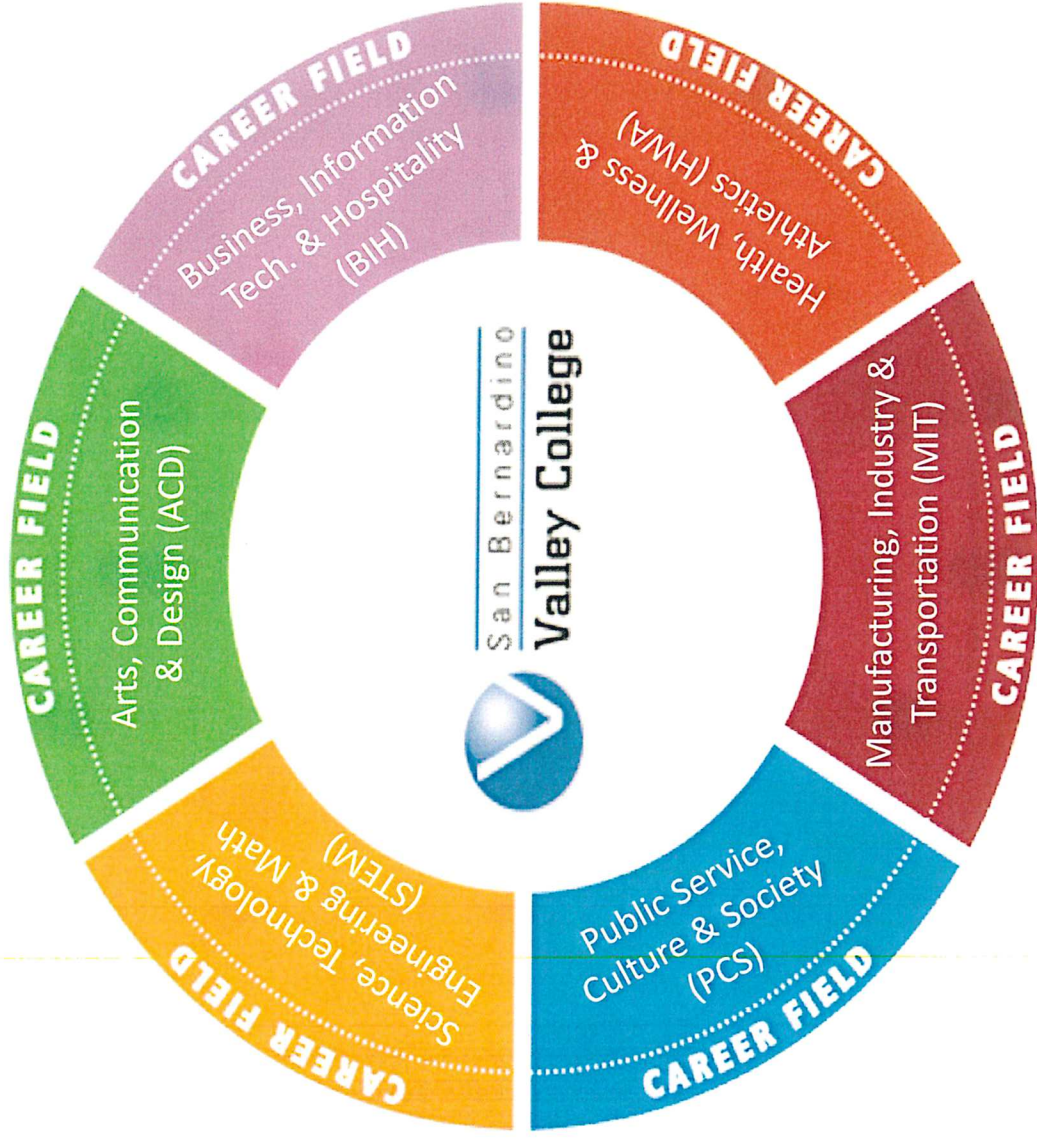 CAREER FIELD
Arts, Communication
& Design (ACD)
CAREER FIELD
Business, Information
Tech. & Hospitality
(BIH)
CAREER FIELD
Health, Wellness &
Athletics (HWA)
CAREER FIELD
Manufacturing, Industry &
Transportation (MIT)
CAREER FIELD
Public Service,
Culture & Society
(PCS)
CAREER FIELD
Science, Technology,
Engineering & Math
(STEM)
San Bernardino
Valley College